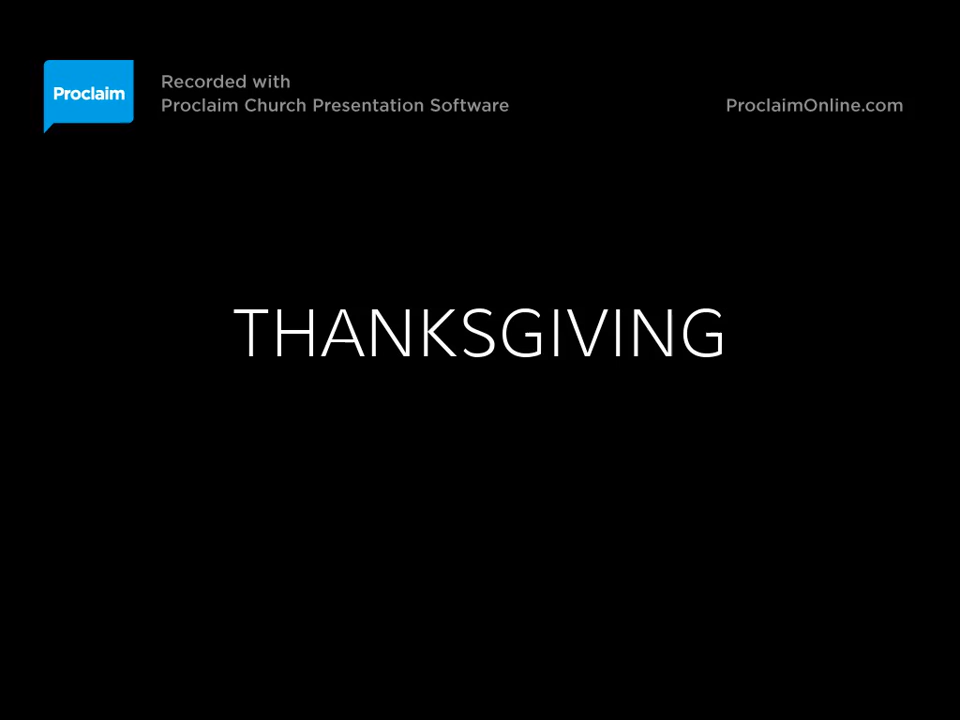 Proclaim
Recorded with
Proclaim Church Presentation Software
ProclaimOnline.com
THANKSGIVING